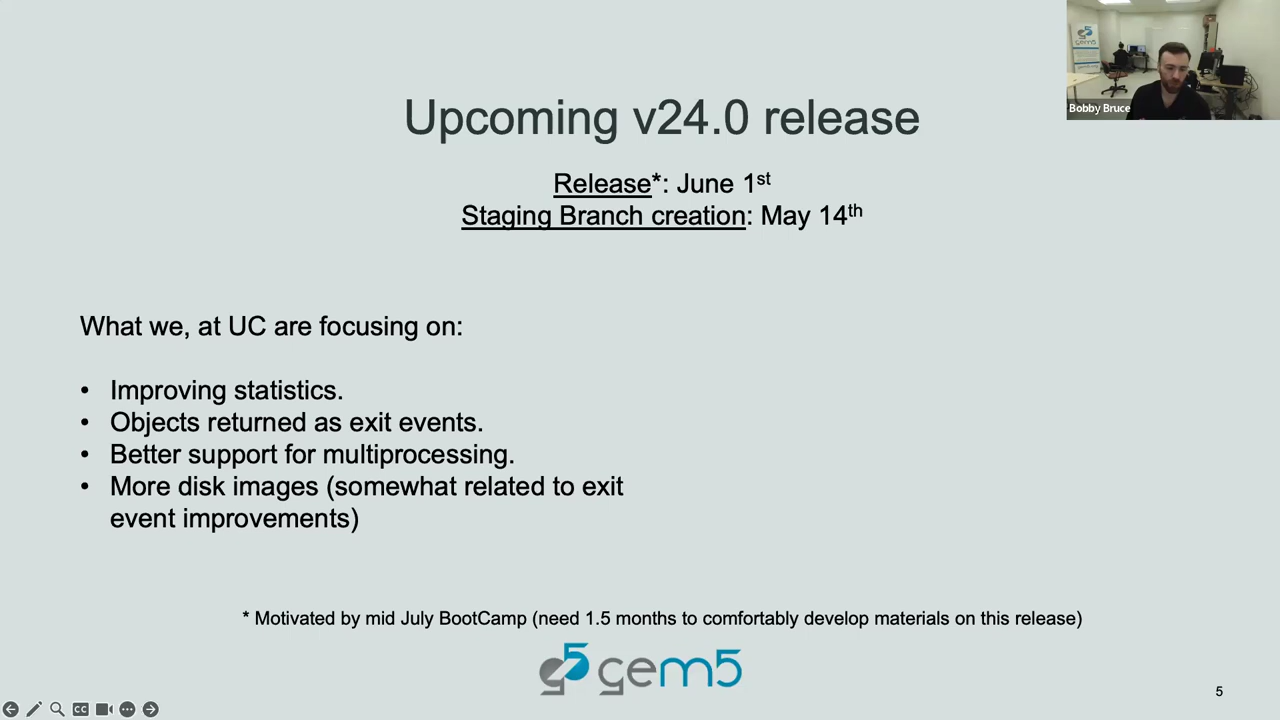 gem5
Bobby Bruce
Upcoming v24.0 release
Release*: June 1st
Staging Branch creation: May 14th
What we, at UC are focusing on:
• Improving statistics.
• Objects returned as exit events.
• Better support for multiprocessing.
• More disk images (somewhat related to exit
event improvements)
* Motivated by mid July BootCamp (need 1.5 months to comfortably develop materials on this release)
g5 gem5
5
CC